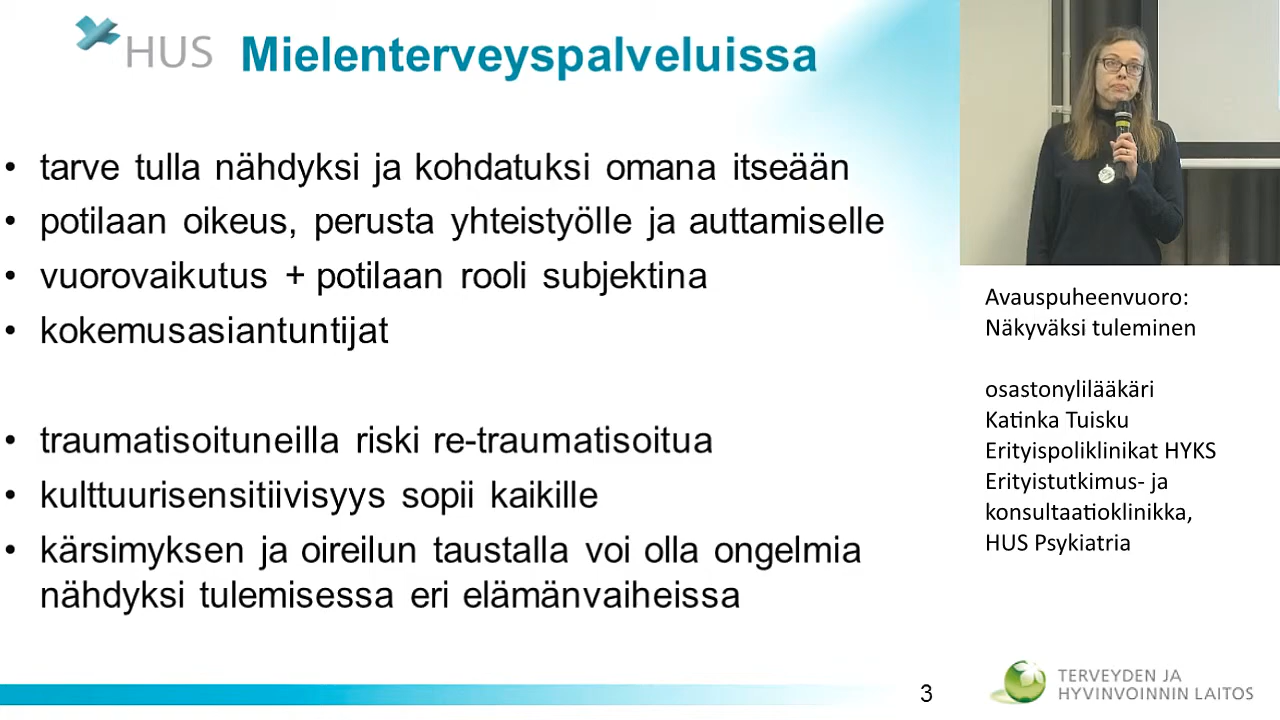 HUS Mielenterveyspalveluissa
• tarve tulla nähdyksi ja kohdatuksi omana itseään
• potilaan oikeus, perusta yhteistyölle ja auttamiselle
• vuorovaikutus + potilaan rooli subjektina
• kokemusasiantuntijat
• traumatisoituneilla riski re-traumatisoitua
• kulttuurisensitiivisyys sopii kaikille
• kärsimyksen ja oireilun taustalla voi olla ongelmia
nähdyksi tulemisessa eri elämänvaiheissa
3
Avauspuheenvuoro:
Näkyväksi tuleminen
osastonylilääkäri
Katinka Tuisku
Erityispoliklinikat HYKS
Erityistutkimus- ja
konsultaatioklinikka,
HUS Psykiatria
TERVEYDEN JA
HYVINVOINNIN LAITOS